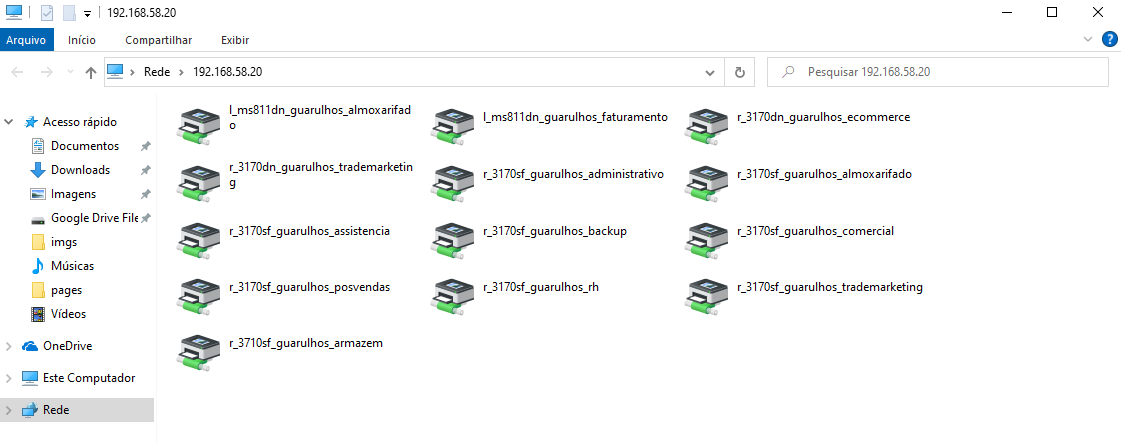 192.168.58.20
Arquivo Início Compartilhar Exibir
Rede 192.168.58.20 Pesquisar 192.168.58.20
Acesso rápido
Documentos
Downloads
Imagens
Google Drive File
imgs
Músicas
pages
Vídeos
OneDrive
Este Computador
Rede
l_ms811dn_guarulhos_almoxarifad
o
l_ms811dn_guarulhos_faturamento
r_3170dn_guarulhos_ecommerce
r_3170dn_guarulhos_trademarketin
g
r_3170sf_guarulhos_administrativo
r_3170sf_guarulhos_almoxarifado
r_3170sf_guarulhos_assistencia
r_3170sf_guarulhos_backup
r_3170sf_guarulhos_comercial
r_3170sf_guarulhos_posvendas
r_3170sf_guarulhos_rh
r_3170sf_guarulhos_trademarketing
r_3710sf_guarulhos_armazem